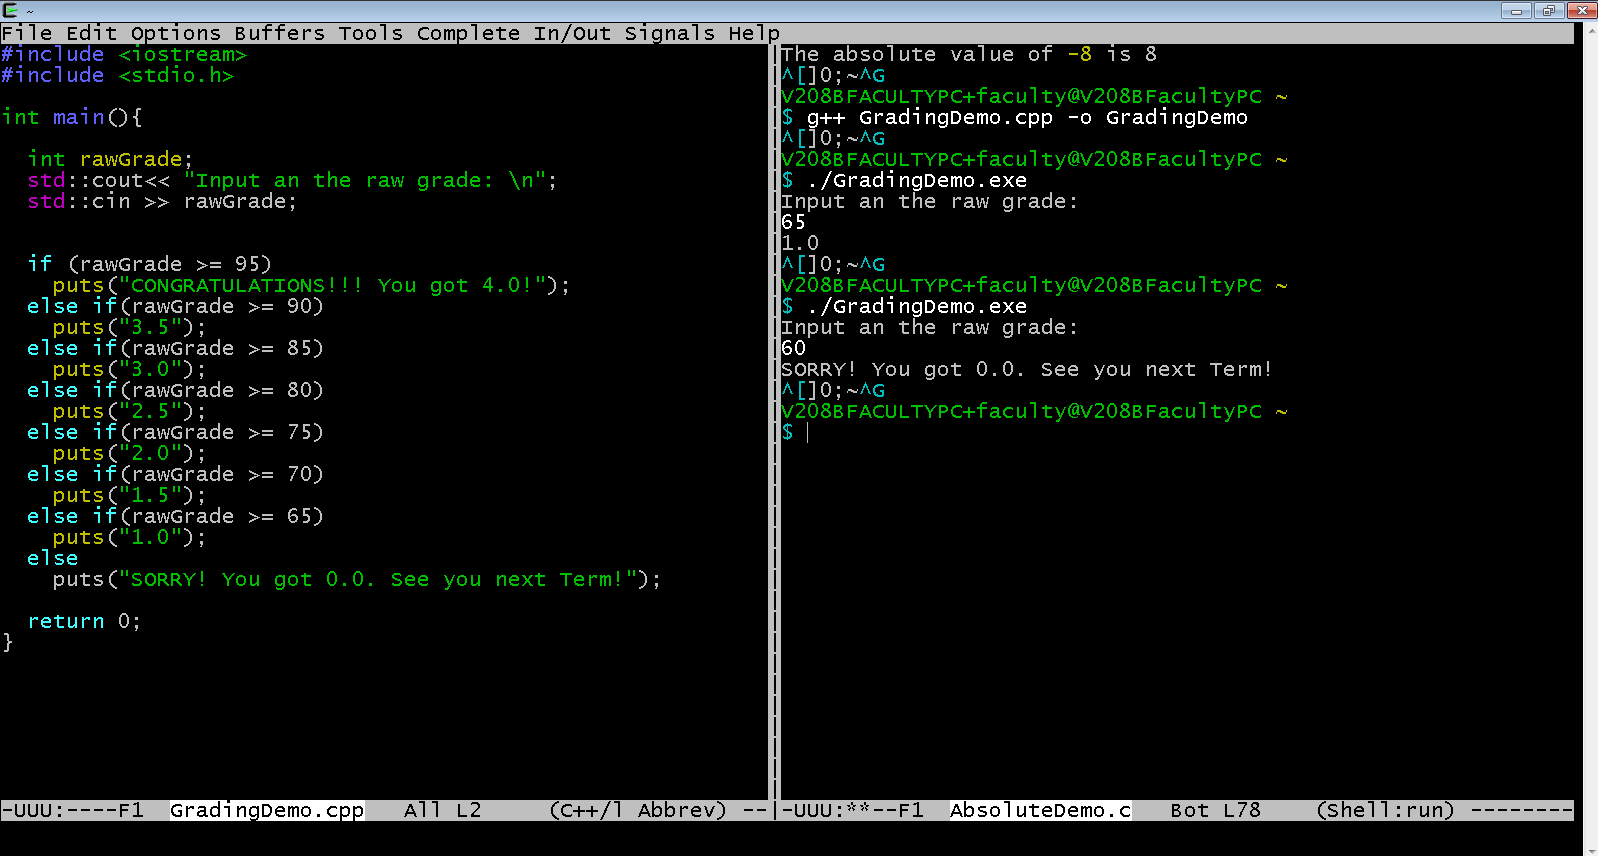 ~
File Edit Options Buffers Tools Complete In/Out Signals Help
#include <iostream>
#include <stdio.h>
int main(){
  int rawGrade;
  std::cout<< "Input an the raw grade: \n";
  std::cin >> rawGrade;
  if (rawGrade >= 95)
    puts("CONGRATULATIONS!!! You got 4.0!");
  else if(rawGrade >= 90)
    puts("3.5");
  else if(rawGrade >= 85)
    puts("3.0");
  else if(rawGrade >= 80)
    puts("2.5");
  else if(rawGrade >= 75)
    puts("2.0");
  else if(rawGrade >= 70)
    puts("1.5");
  else if(rawGrade >= 65)
    puts("1.0");
  else
    puts("SORRY! You got 0.0. See you next Term!");
  return 0;
}
-UUU:----F1  GradingDemo.cpp   All L2     (C++/l Abbrev) --
The absolute value of -8 is 8
^[]0;~^G
V208BFACULTYPC+faculty@V208BFacultyPC ~
$ g++ GradingDemo.cpp -o GradingDemo
^[]0;~^G
V208BFACULTYPC+faculty@V208BFacultyPC ~
$ ./GradingDemo.exe
Input an the raw grade:
65
1.0
^[]0;~^G
V208BFACULTYPC+faculty@V208BFacultyPC ~
$ ./GradingDemo.exe
Input an the raw grade:
60
SORRY! You got 0.0. See you next Term!
^[]0;~^G
V208BFACULTYPC+faculty@V208BFacultyPC ~
$
-UUU:**--F1  AbsoluteDemo.c   Bot L78    (Shell:run) --------